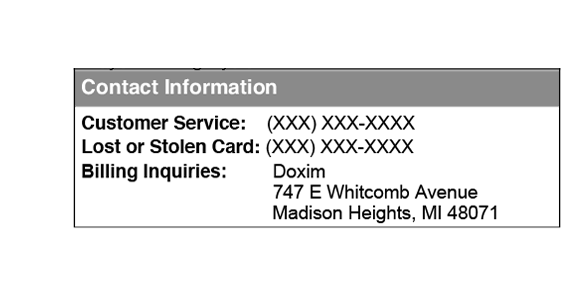 Contact Information
Customer Service: (XXX) XXX-XXXX
Lost or Stolen Card: (XXX) XXX-XXXX
Billing Inquiries: Doxim
747 E Whitcomb Avenue
Madison Heights, MI 48071